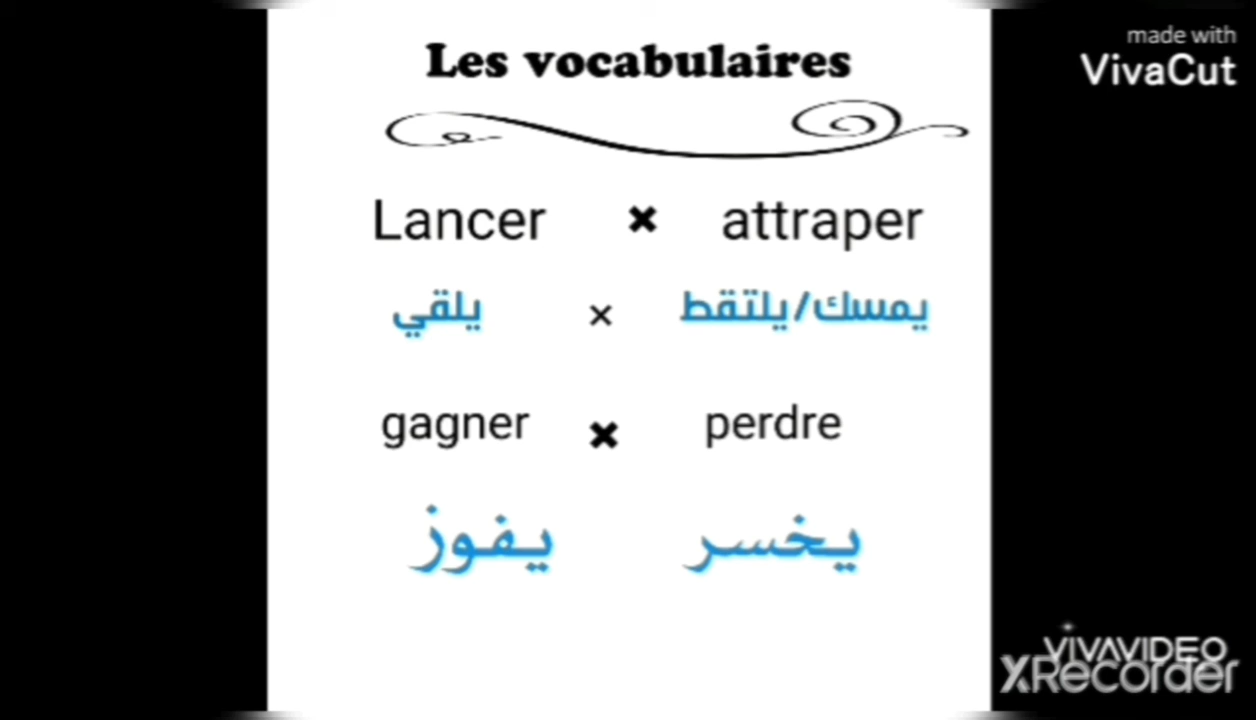 made with
VivaCut
Les vocabulaires
Lancer × attraper
يلقي × يمسك/يلتقط
gagner × perdre
يفوز يخسر
VIVAVIDEO
XRecorder